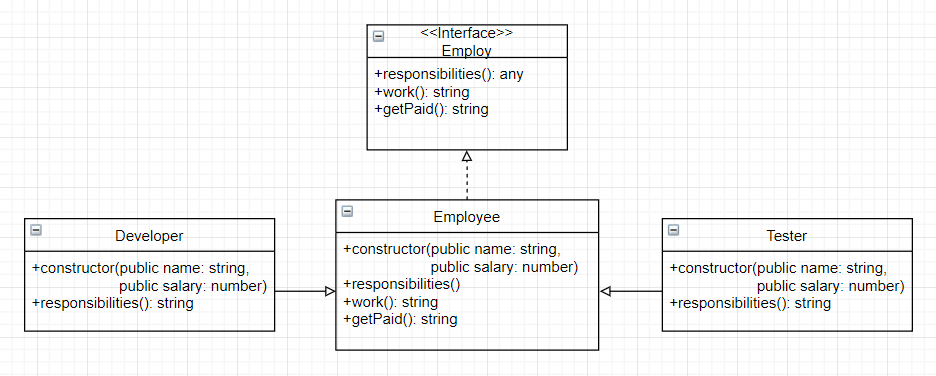 <<Interface>>
Employ
+responsibilities(): any
+work(): string
+getPaid(): string
Developer
+constructor(public name: string,
public salary: number)
+responsibilities(): string
Employee
+constructor(public name: string,
public salary: number)
+responsibilities()
+work(): string
+getPaid(): string
Tester
+constructor(public name: string,
public salary: number)
+responsibilities(): string